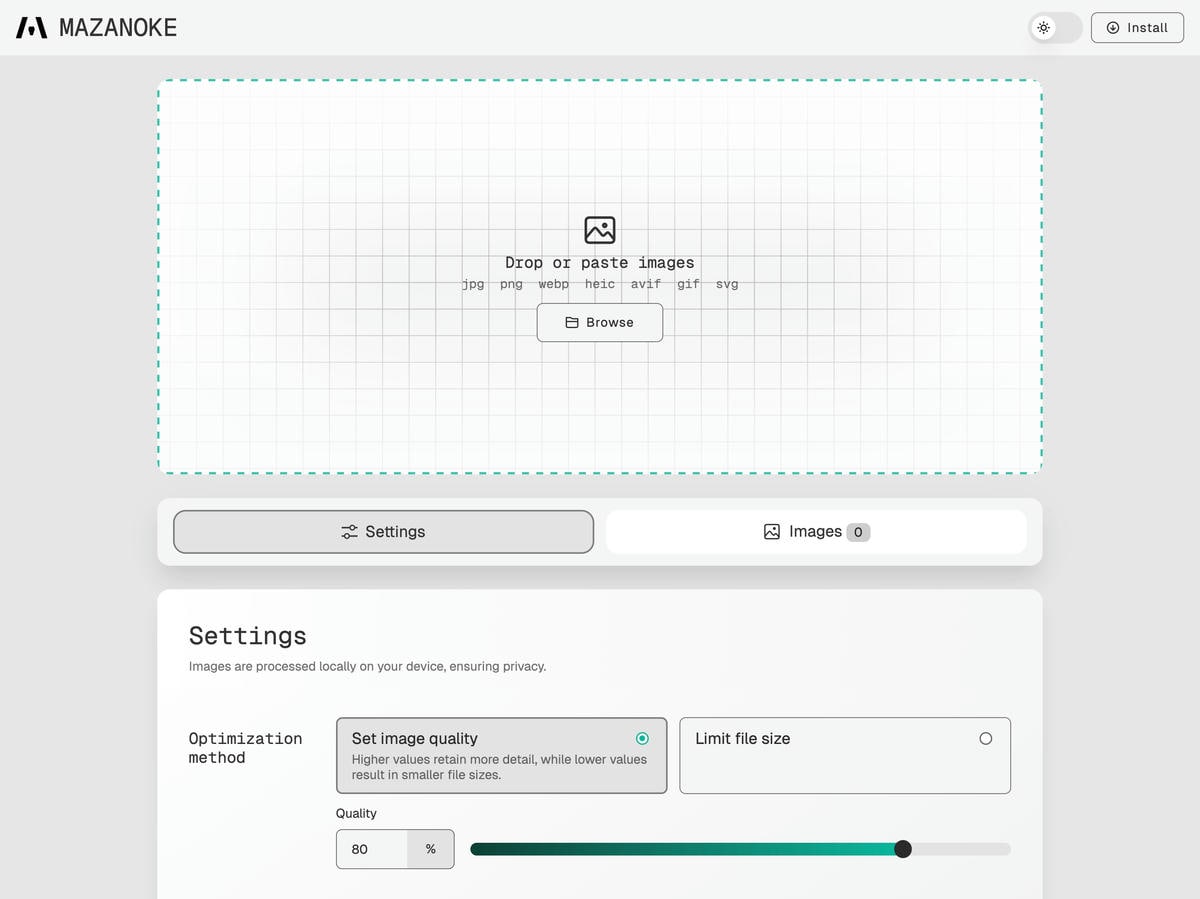 MAZANOKE
Install
Drop or paste images
jpg png webp heic avif gif svg
Browse
Settings
Images 0
Settings
Images are processed locally on your device, ensuring privacy.
Optimization
method
Set image quality
Higher values retain more detail, while lower values
result in smaller file sizes.
Limit file size
Quality
80 %